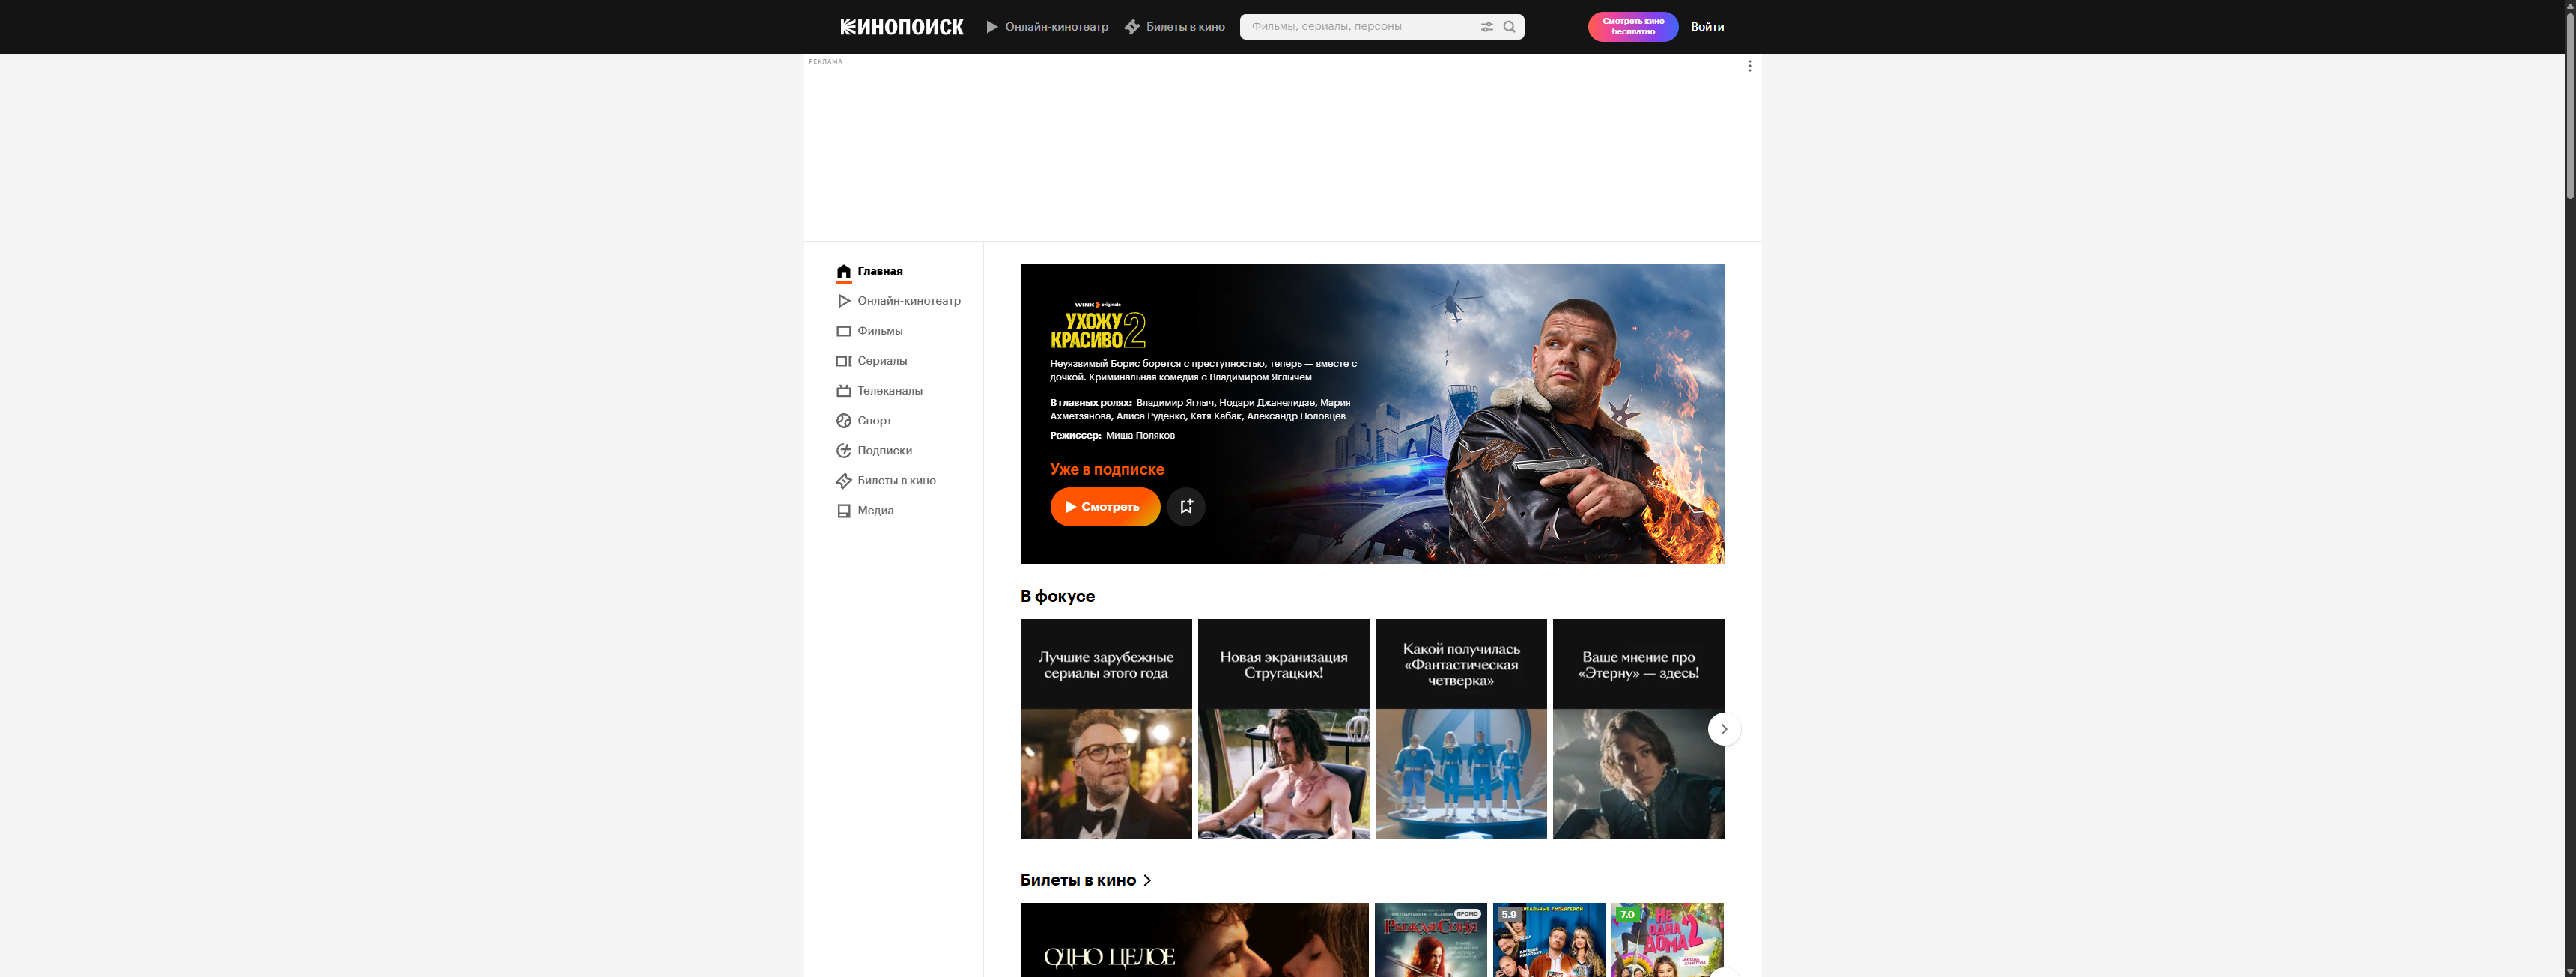 КИНОПОИСК
Онлайн-кинотеатр
Билеты в кино
Фильмы, сериалы, персоны
Смотреть кино
бесплатно
Войти
РЕКЛАМА
Главная
Онлайн-кинотеатр
Фильмы
Сериалы
Телеканалы
Спорт
Подписки
Билеты в кино
Медиа
WINK originals
УХОЖУ
КРАСИВО 2
Неуязвимый Борис борется с преступностью, теперь — вместе с
дочкой. Криминальная комедия с Владимиром Яглычем
В главных ролях: Владимир Яглыч, Нодари Джанелидзе, Мария
Ахметзянова, Алиса Руденко, Катя Кабак, Александр Половцев
Режиссер: Миша Поляков
Уже в подписке
Смотреть
В фокусе
Лучшие зарубежные
сериалы этого года
Новая экранизация
Стругацких!
Какой получилась
«Фантастическая
четверка»
Ваше мнение про
«Этерну» — здесь!
Билеты в кино
ОДНО ЦЕЛОЕ
ПРОМО
РЫЖАЯ СОНЯ
5.9
7.0
НЕ
ОДНА
ДОМА 2